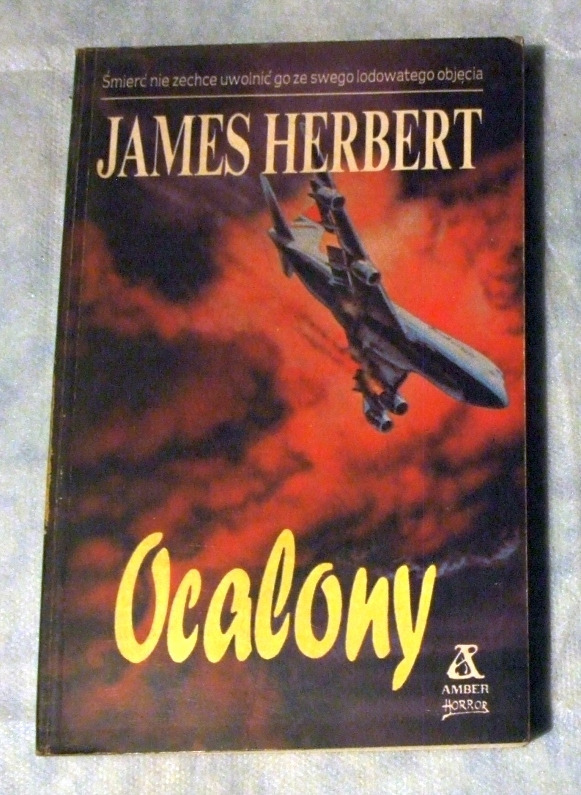 Śmierć nie zechce uwolnić go ze swego lodowatego objęcia
JAMES HERBERT
Ocalony
AMBER
HORROR